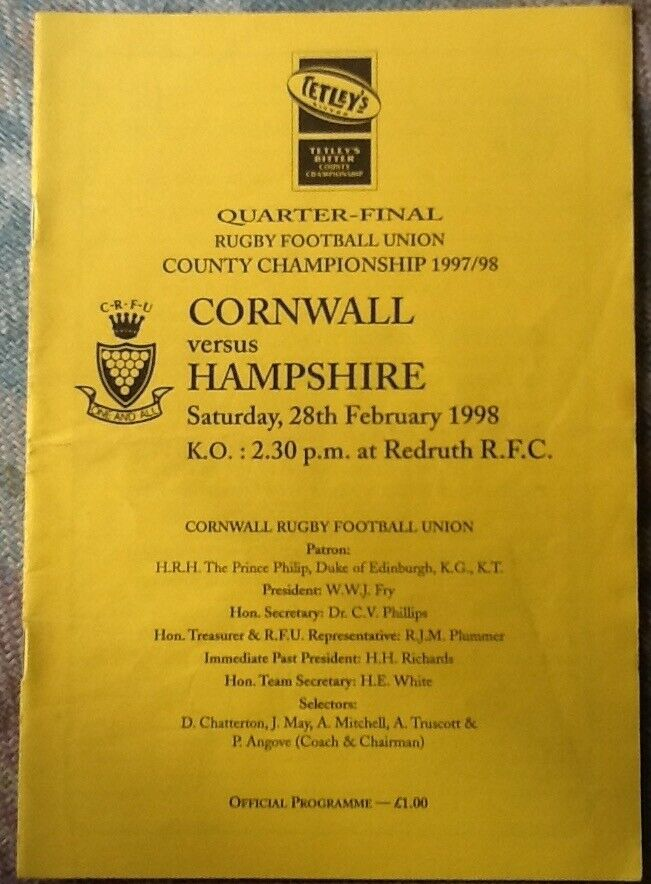 TETLEY'S
BITTER
TETLEY'S
BITTER
COUNTY
CHAMPIONSHIP
QUARTER-FINAL
RUGBY FOOTBALL UNION
COUNTY CHAMPIONSHIP 1997/98
C·R·F·U
ONE AND ALL
CORNWALL
versus
HAMPSHIRE
Saturday, 28th February 1998
K.O. : 2.30 p.m. at Redruth R.F.C.
CORNWALL RUGBY FOOTBALL UNION
Patron:
H.R.H. The Prince Philip, Duke of Edinburgh, K.G., K.T.
President: W.W.J. Fry
Hon. Secretary: Dr. C.V. Phillips
Hon. Treasurer & R.F.U. Representative: R.J.M. Plummer
Immediate Past President: H.H. Richards
Hon. Team Secretary: H.E. White
Selectors:
D. Chatterton, J. May, A. Mitchell, A. Truscott &
P. Angove (Coach & Chairman)
OFFICIAL PROGRAMME — £1.00